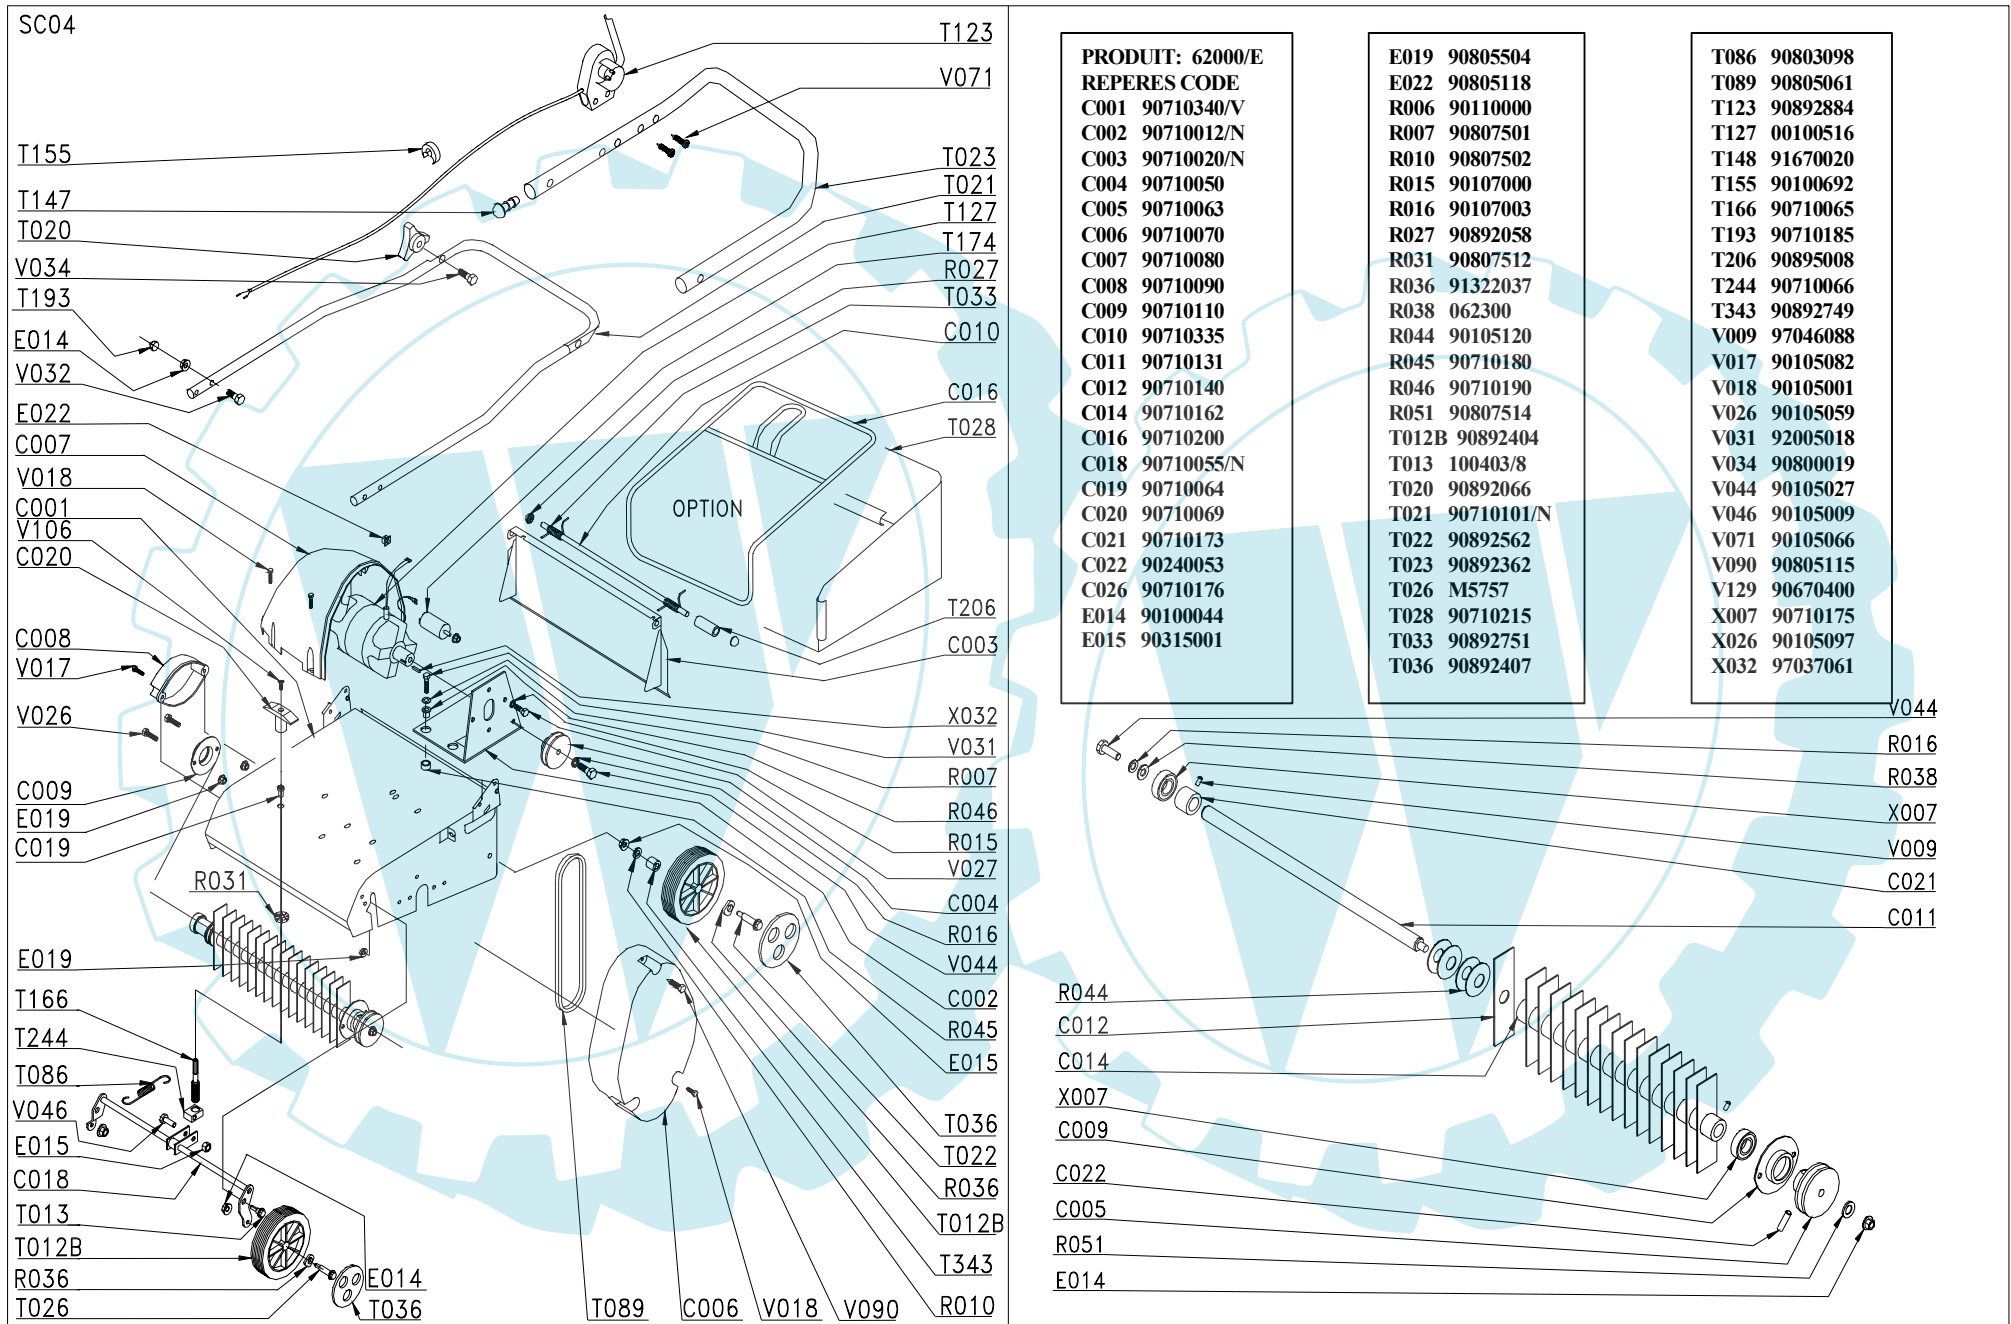 SC04
T123
V071
T155
T023
T021
T147
T127
T020
T174
V034
R027
T193
T033
E014
C010
V032
C016
E022
T028
C007
V018
C001
OPTION
V106
C020
T206
C008
C003
V017
V026
X032
V031
C009
R007
E019
R046
C019
R015
V027
R031
C004
R016
E019
V044
T166
C002
T244
R045
T086
E015
V046
T036
E015
T022
C018
R036
T013
T012B
T012B
T343
R036
E014
R010
T026
T036
T089
C006
V018
V090
PRODUIT: 62000/E
REPERES CODE
C001 90710340/V
C002 90710012/N
C003 90710020/N
C004 90710050
C005 90710063
C006 90710070
C007 90710080
C008 90710090
C009 90710110
C010 90710335
C011 90710131
C012 90710140
C014 90710162
C016 90710200
C018 90710055/N
C019 90710064
C020 90710069
C021 90710173
C022 90240053
C026 90710176
E014 90100044
E015 90315001
E019 90805504
E022 90805118
R006 90110000
R007 90807501
R010 90807502
R015 90107000
R016 90107003
R027 90892058
R031 90807512
R036 91322037
R038 062300
R044 90105120
R045 90710180
R046 90710190
R051 90807514
T012B 90892404
T013 100403/8
T020 90892066
T021 90710101/N
T022 90892562
T023 90892362
T026 M5757
T028 90710215
T033 90892751
T036 90892407
T086 90803098
T089 90805061
T123 90892884
T127 00100516
T148 91670020
T155 90100692
T166 90710065
T193 90710185
T206 90895008
T244 90710066
T343 90892749
V009 97046088
V017 90105082
V018 90105001
V026 90105059
V031 92005018
V034 90800019
V044 90105027
V046 90105009
V071 90105066
V090 90805115
V129 90670400
X007 90710175
X026 90105097
X032 97037061
V044
R016
R038
X007
V009
C021
C011
R044
C012
C014
X007
C009
C022
C005
R051
E014